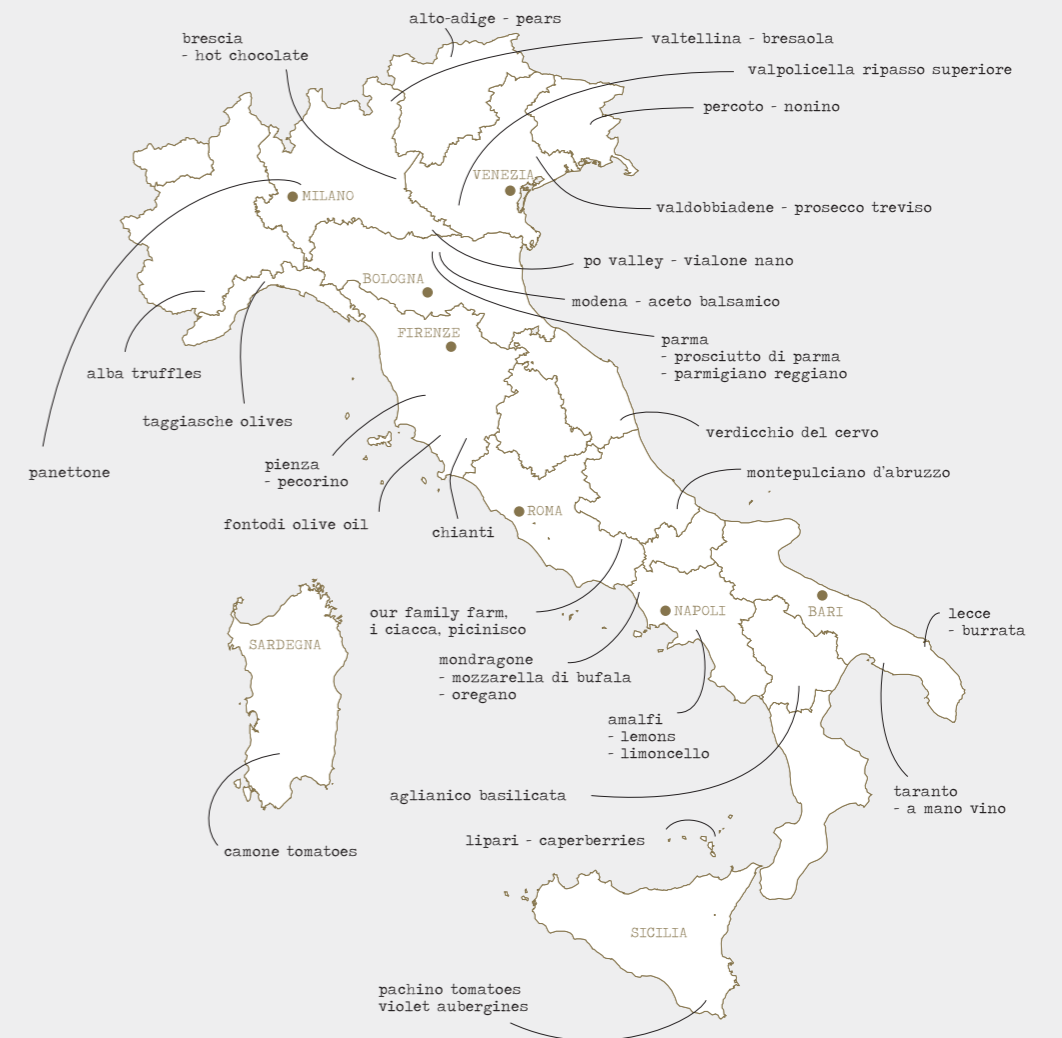 alto-adige - pears
brescia
- hot chocolate
valtellina - bresaola
valpolicella ripasso superiore
percoto - nonino
VENEZIA
MILANO
valdobbiadene - prosecco treviso
po valley - vialone nano
BOLOGNA
modena - aceto balsamico
FIRENZE
parma
- prosciutto di parma
- parmigiano reggiano
alba truffles
taggiasche olives
verdicchio del cervo
panettone
pienza
- pecorino
montepulciano d'abruzzo
fontodi olive oil
chianti
ROMA
our family farm,
i ciacca, picinisco
NAPOLI
BARI
lecce
- burrata
SARDEGNA
mondragone
- mozzarella di bufala
- oregano
amalfi
- lemons
- limoncello
aglianico basilicata
taranto
- a mano vino
lipari - caperberries
camone tomatoes
SICILIA
pachino tomatoes
violet aubergines